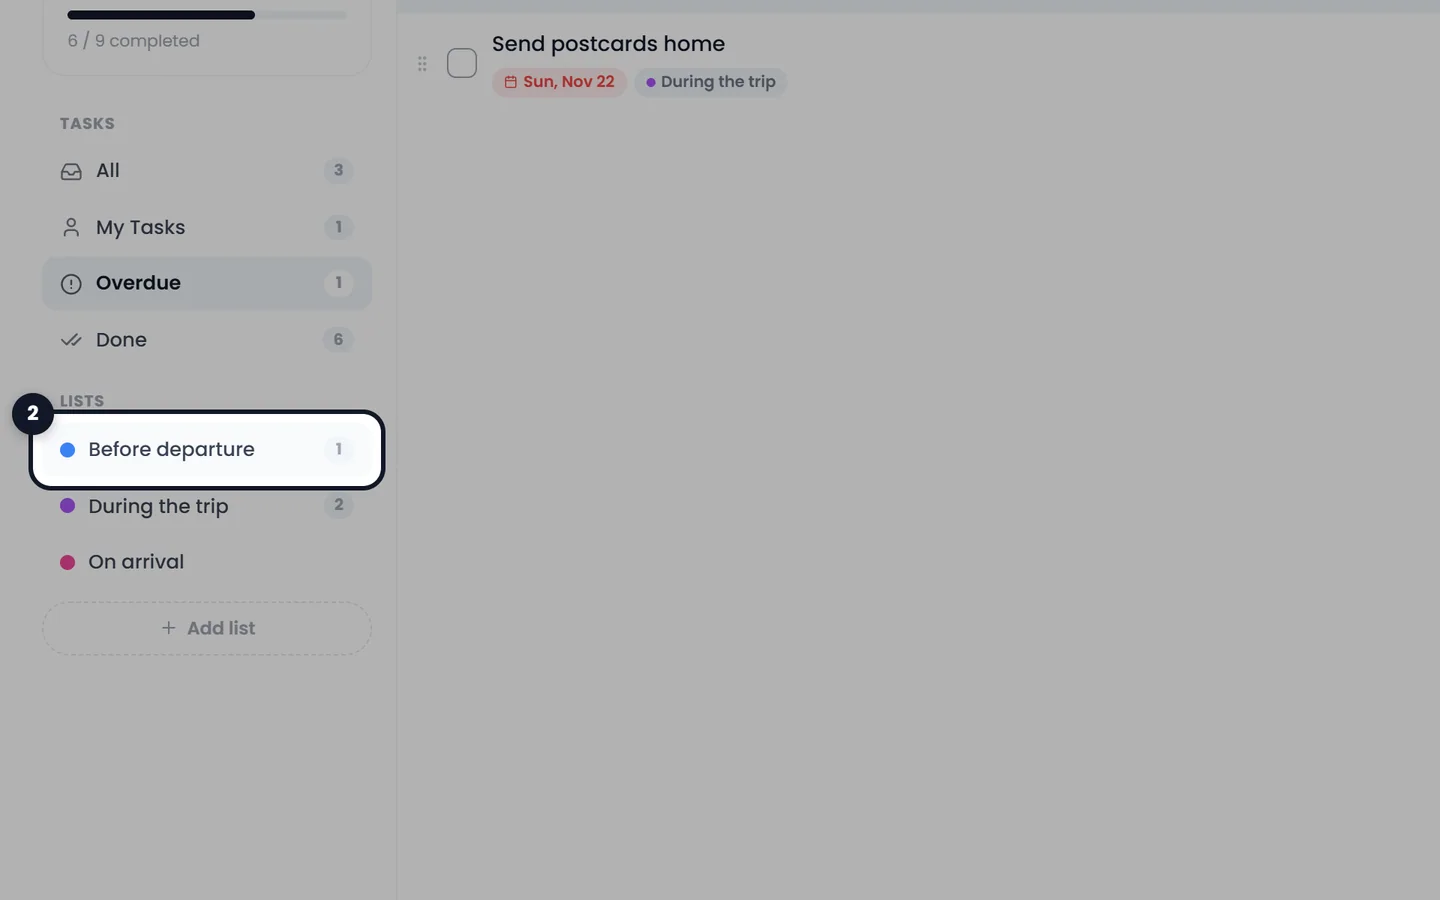 6 / 9 completed
TASKS
All 3
My Tasks 1
Overdue 1
Done 6
LISTS
2
Before departure 1
During the trip 2
On arrival
+ Add list
Send postcards home
Sun, Nov 22 During the trip